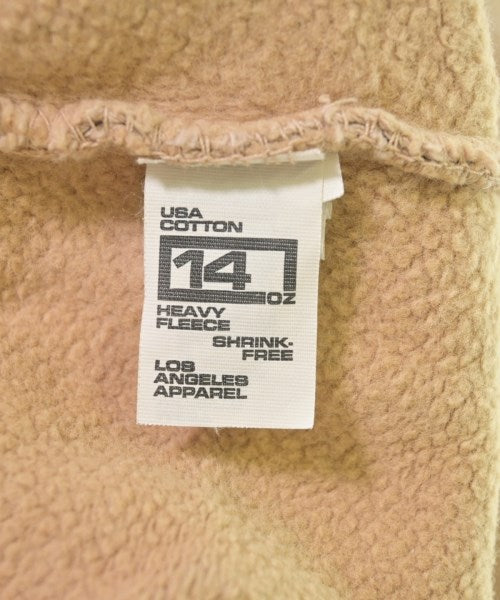 USA
COTTON
14
OZ
HEAVY
FLEECE
SHRINK-
FREE
LOS
ANGELES
APPAREL